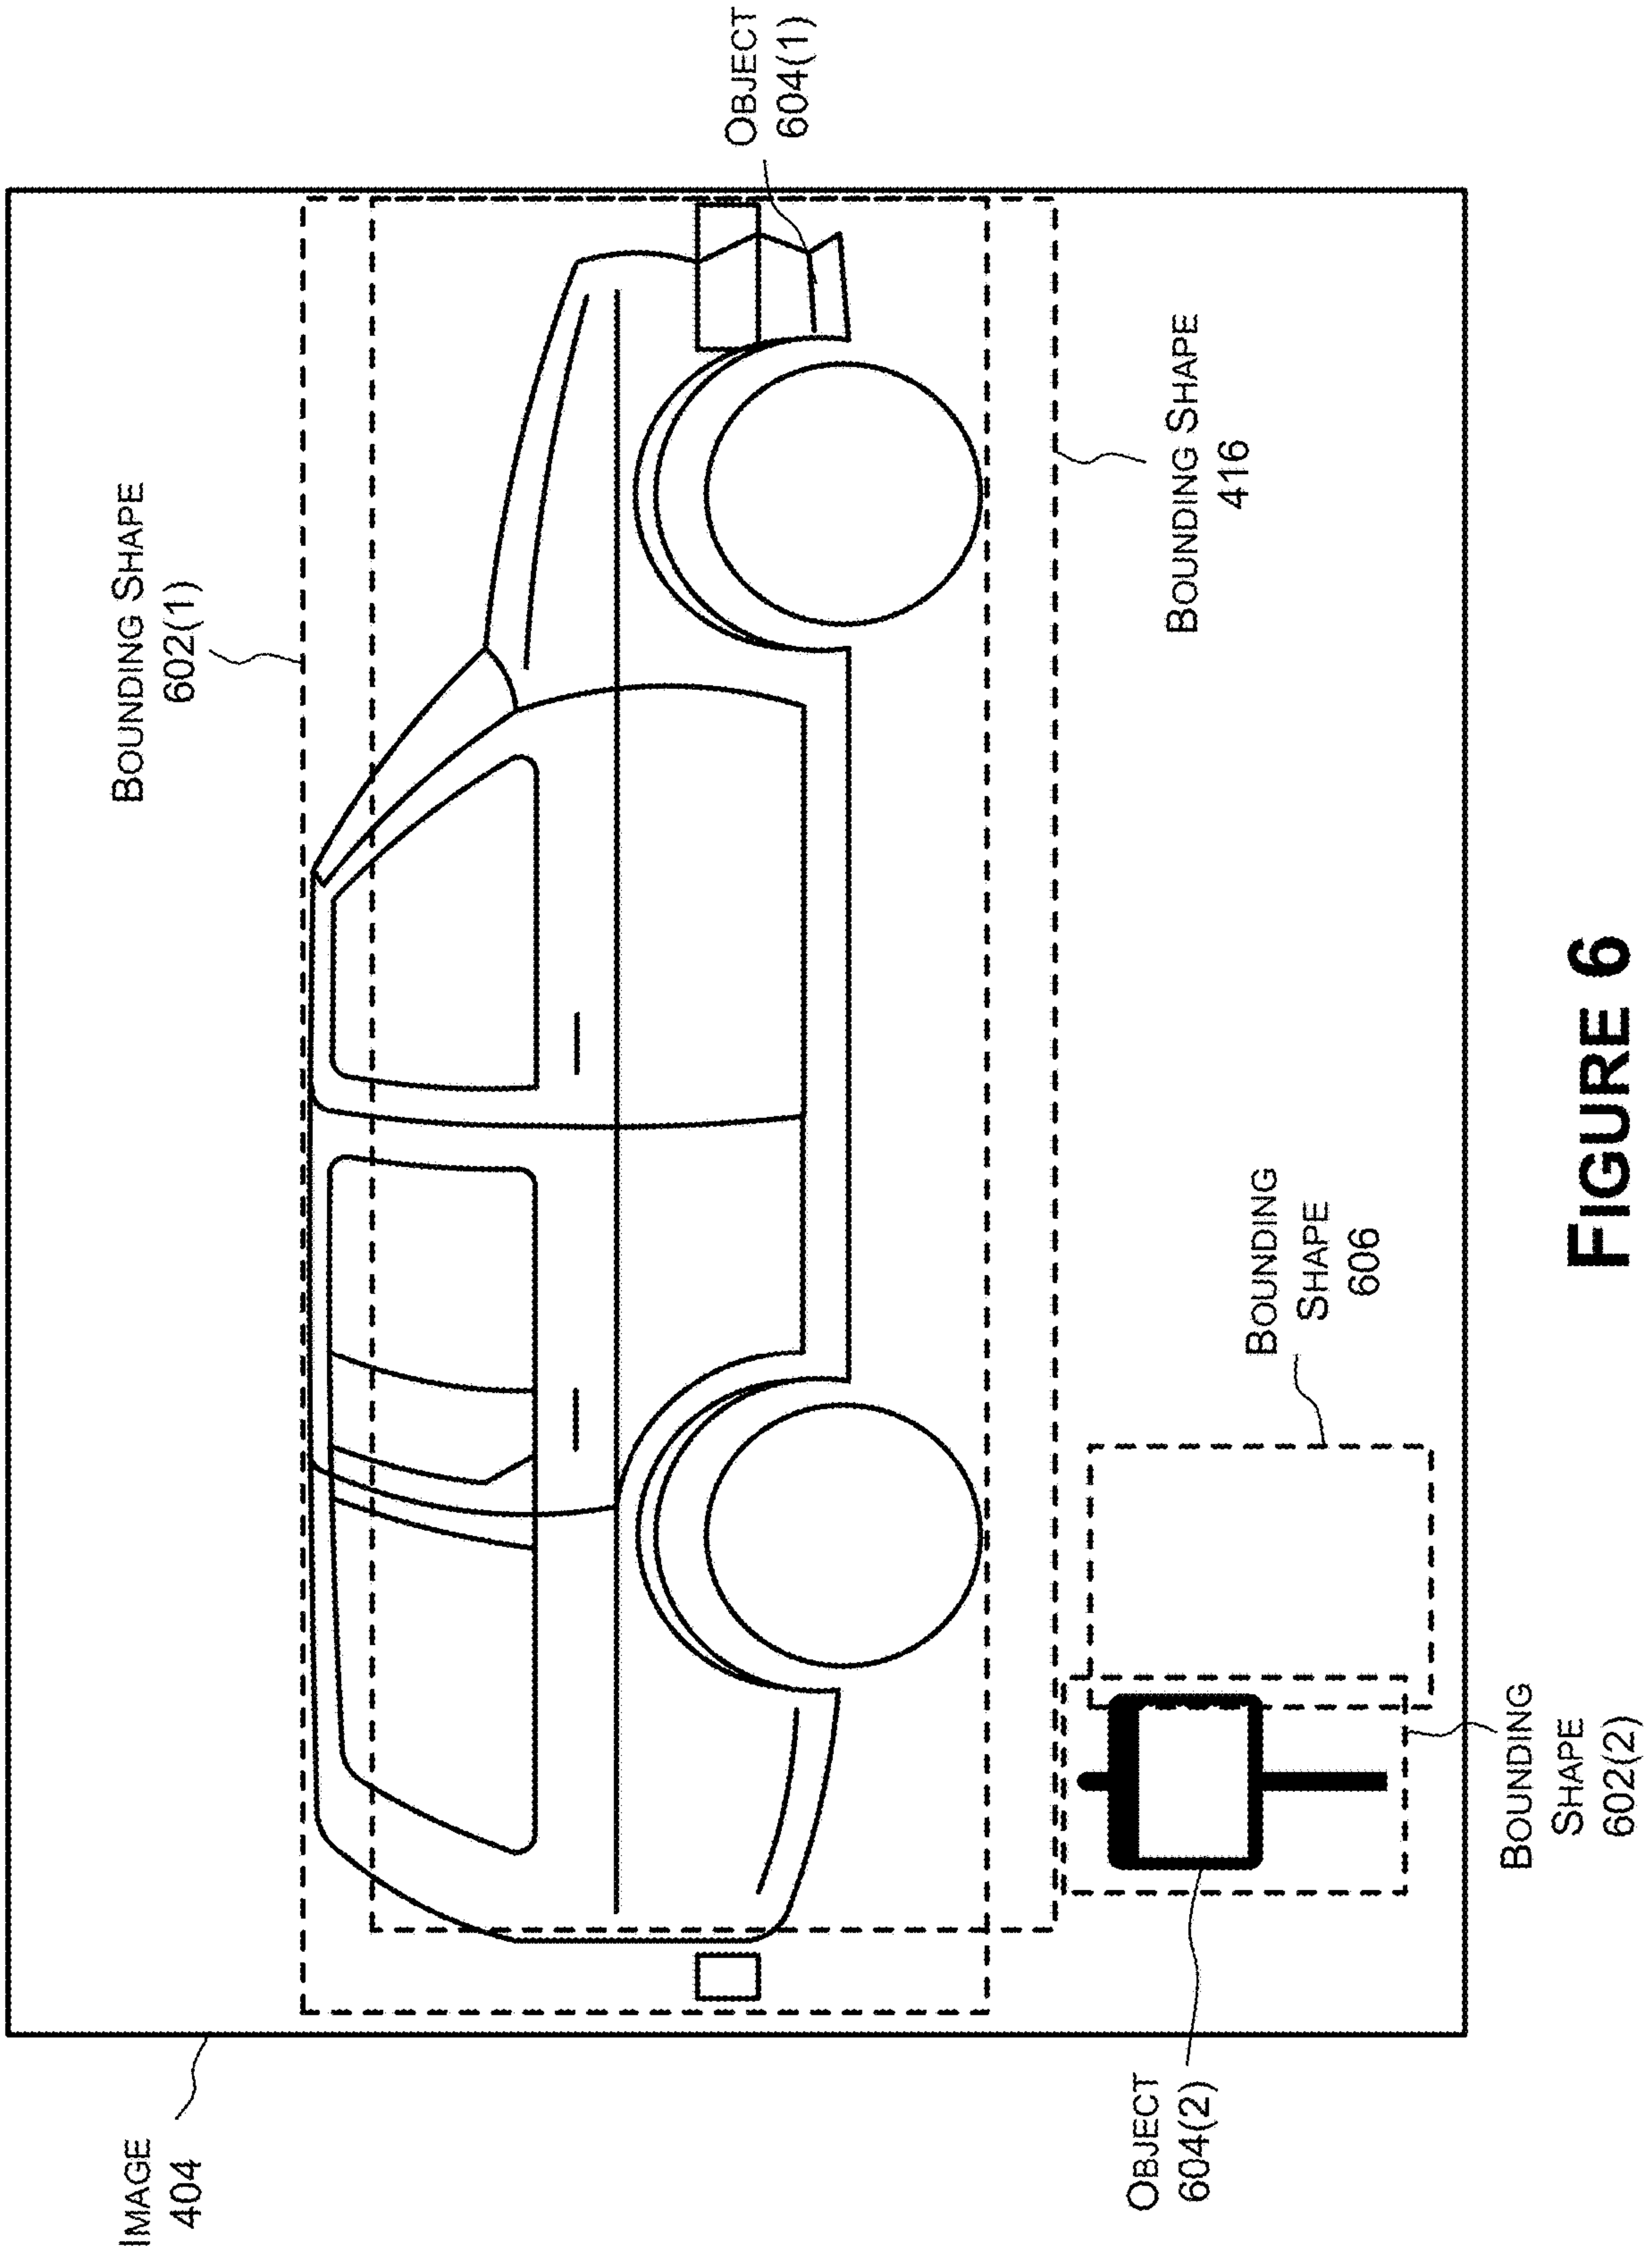 IMAGE
404
BOUNDING SHAPE
602(1)
OBJECT
604(1)
BOUNDING SHAPE
416
BOUNDING
SHAPE
606
OBJECT
604(2)
BOUNDING
SHAPE
602(2)
FIGURE 6